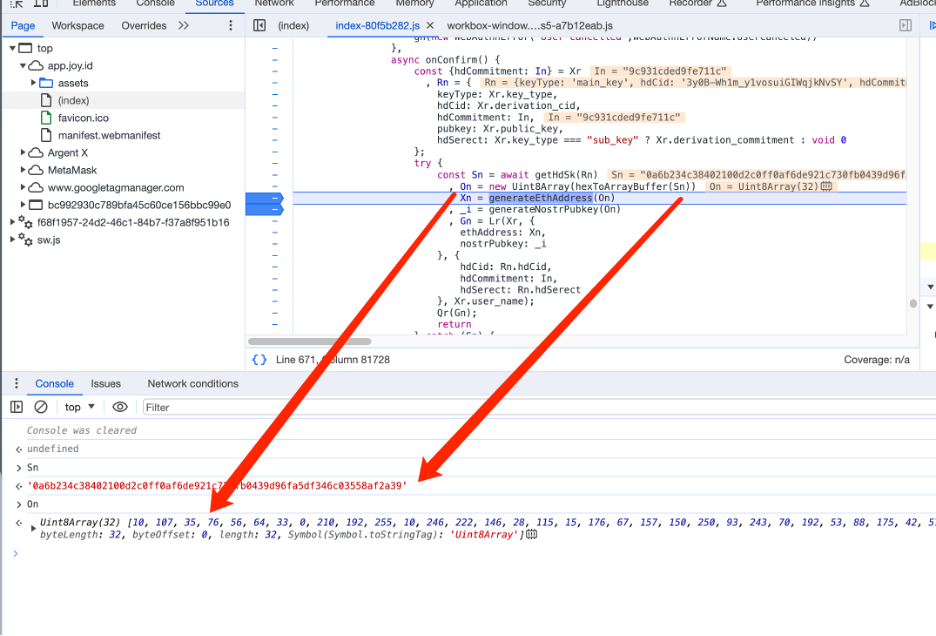 Elements Console Sources Network Performance Memory Application Security Lighthouse Recorder Performance insights AdBlock
Page Workspace Overrides (index) index-80f5b282.js × workbox-window....s5-a7b12eab.js
top
app.joy.id
assets
(index)
favicon.ico
manifest.webmanifest
Argent X
MetaMask
www.googletagmanager.com
bc992930c789bfa45c60ce156bbc99e0
f68f1957-24d2-46c1-84b7-f37a8f951b16
sw.js
},
async onConfirm() {
const {hdCommitment: In} = Xr In = "9c931cded9fe711c"
, Rn = { Rn = {keyType: 'main_key', hdCid: '3y0B-Wh1m_y1vosuiGIWqjkNvSY', hdCommit
keyType: Xr.key_type,
hdCid: Xr.derivation_cid,
hdCommitment: In, In = "9c931cded9fe711c"
pubkey: Xr.public_key,
hdSerect: Xr.key_type === "sub_key" ? Xr.derivation_commitment : void 0
};
try {
const Sn = await getHdSk(Rn) Sn = "0a6b234c38402100d2c0ff0af6de921c730fb0439d96f
, On = new Uint8Array(hexToArrayBuffer(Sn)) On = Uint8Array(32)
Xn = generateEthAddress(On)
, _i = generateNostrPubkey(On)
, Gn = Lr(Xr, {
ethAddress: Xn,
nostrPubkey: _i
}, {
hdCid: Rn.hdCid,
hdCommitment: In,
hdSerect: Rn.hdSerect
}, Xr.user_name);
Qr(Gn);
return
{} Line 671, Column 81728 Coverage: n/a
Console Issues Network conditions
top Filter
Console was cleared
undefined
Sn
'0a6b234c38402100d2c0ff0af6de921c730fb0439d96fa5df346c03558af2a39'
On
Uint8Array(32) [10, 107, 35, 76, 56, 64, 33, 0, 210, 192, 255, 10, 246, 222, 146, 28, 115, 15, 176, 67, 157, 150, 250, 93, 243, 70, 192, 53, 88, 175, 42, 57
byteLength: 32, byteOffset: 0, length: 32, Symbol(Symbol.toStringTag): 'Uint8Array']